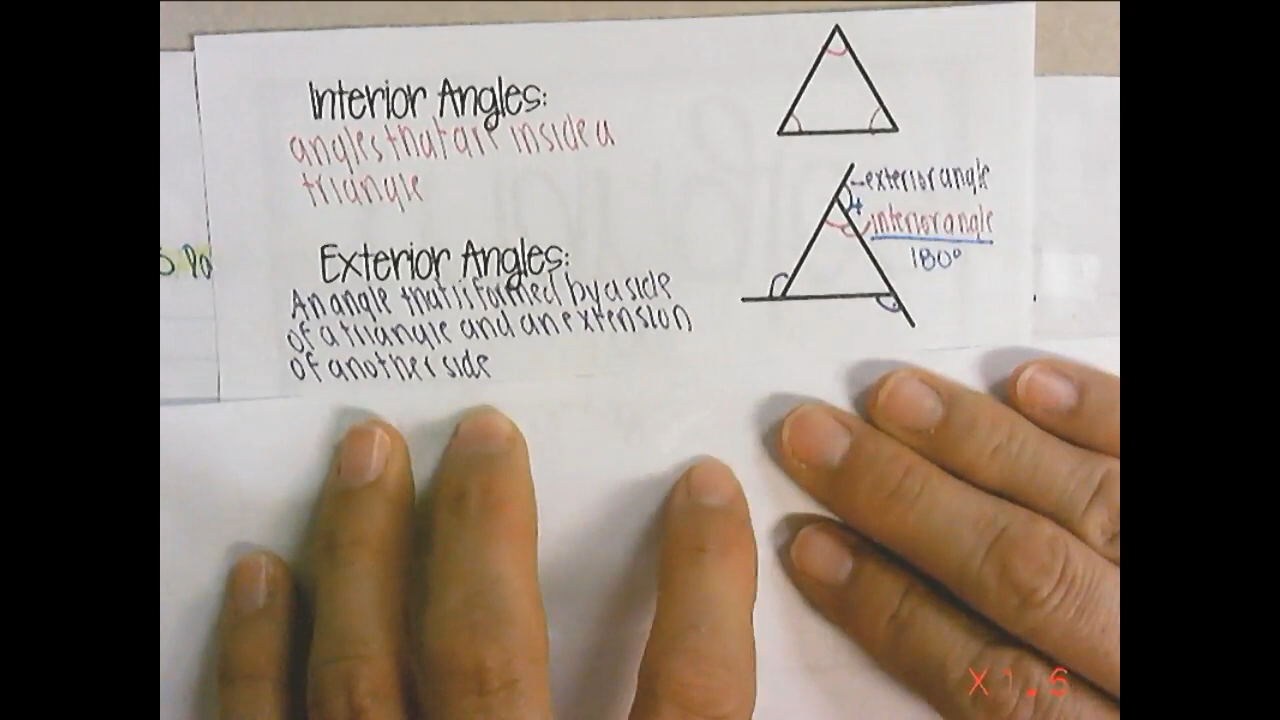 Interior Angles:
angles that are inside a
triangle
-exterior angle
+
interior angle
180°
Exterior Angles:
An angle that is formed by a side
of a triangle and an extension
of another side
X1.6